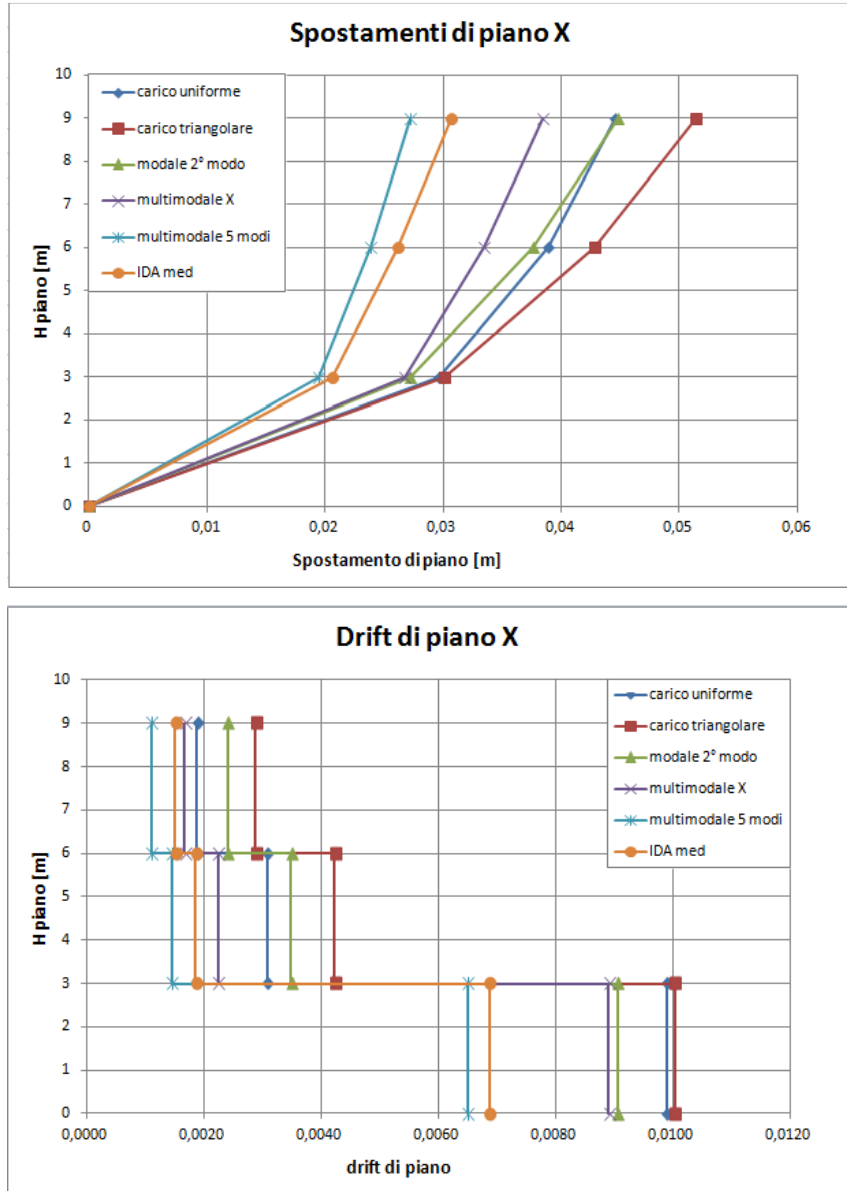 Spostamenti di piano X
10
9
8
7
6
5
4
3
2
1
0
H piano [m]
carico uniforme
carico triangolare
modale 2° modo
multimodale X
multimodale 5 modi
IDA med
0 0,01 0,02 0,03 0,04 0,05 0,06
Spostamento di piano [m]
Drift di piano X
10
9
8
7
6
5
4
3
2
1
0
H piano [m]
carico uniforme
carico triangolare
modale 2° modo
multimodale X
multimodale 5 modi
IDA med
0,0000 0,0020 0,0040 0,0060 0,0080 0,0100 0,0120
drift di piano